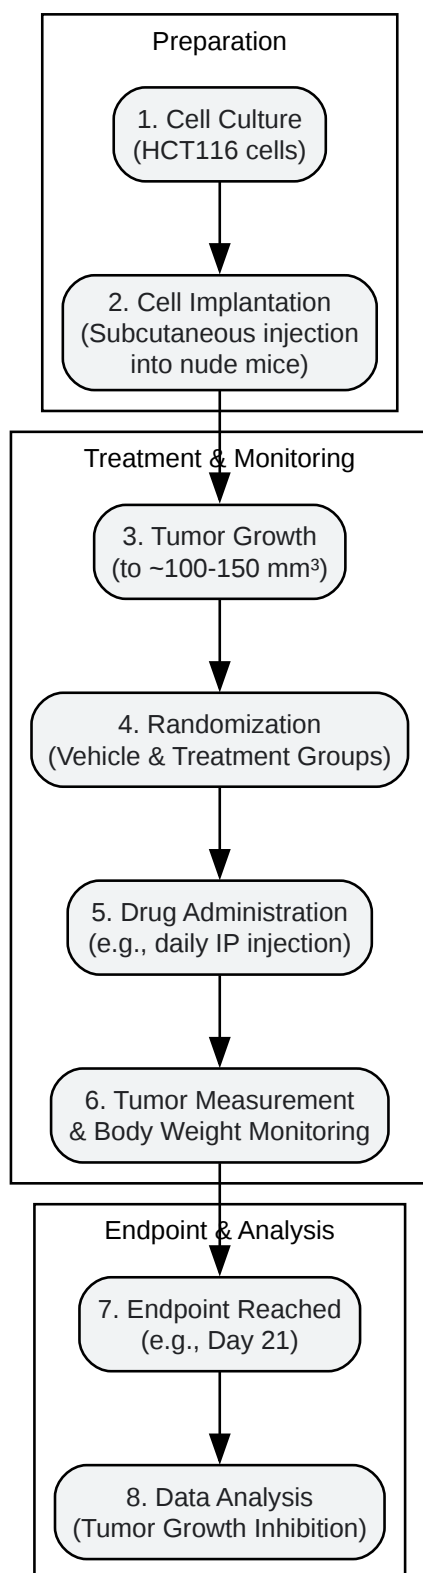 Preparation
1. Cell Culture
(HCT116 cells)
2. Cell Implantation
(Subcutaneous injection
into nude mice)
Treatment & Monitoring
3. Tumor Growth
(to ~100-150 mm³)
4. Randomization
(Vehicle & Treatment Groups)
5. Drug Administration
(e.g., daily IP injection)
6. Tumor Measurement
& Body Weight Monitoring
Endpoint & Analysis
7. Endpoint Reached
(e.g., Day 21)
8. Data Analysis
(Tumor Growth Inhibition)